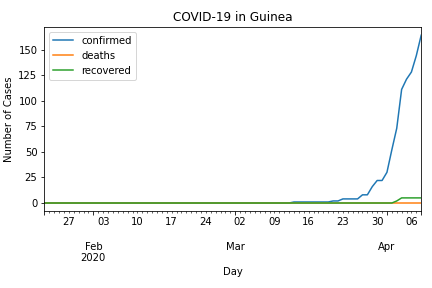 COVID-19 in Guinea
confirmed
deaths
recovered
Number of Cases
150
125
100
75
50
25
0
27 03 10 17 24 02 09 16 23 30 06
Feb Mar Apr
2020
Day